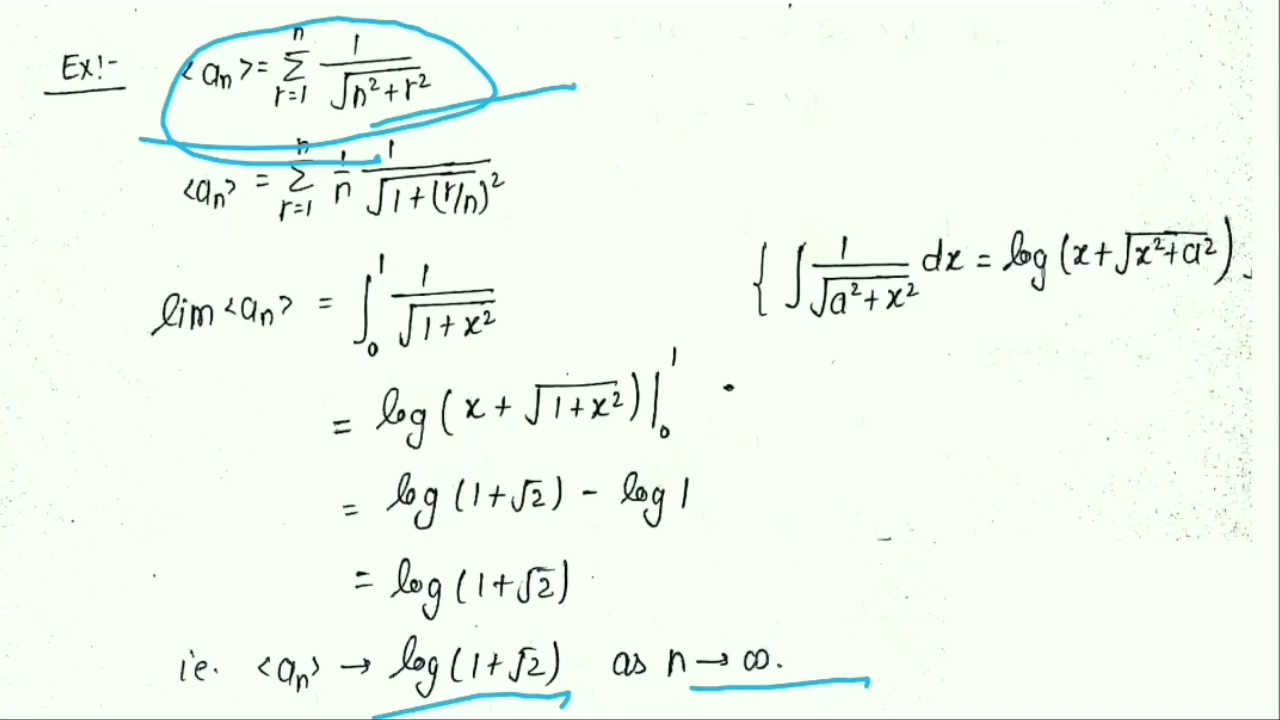 Ex!- <aₙ> = Σ_{r=1}^{n} 1/√(n²+r²)
<aₙ> = Σ_{r=1}^{n} 1/n 1/√(1+(r/n)²)
lim <aₙ> = ∫₀¹ 1/√(1+x²)
{ ∫ 1/√(a²+x²) dx = log (x+√(x²+a²))
= log (x + √(1+x²)) |₀¹
= log (1+√2) - log 1
= log (1+√2)
i.e. <aₙ> → log (1+√2) as n → ∞.